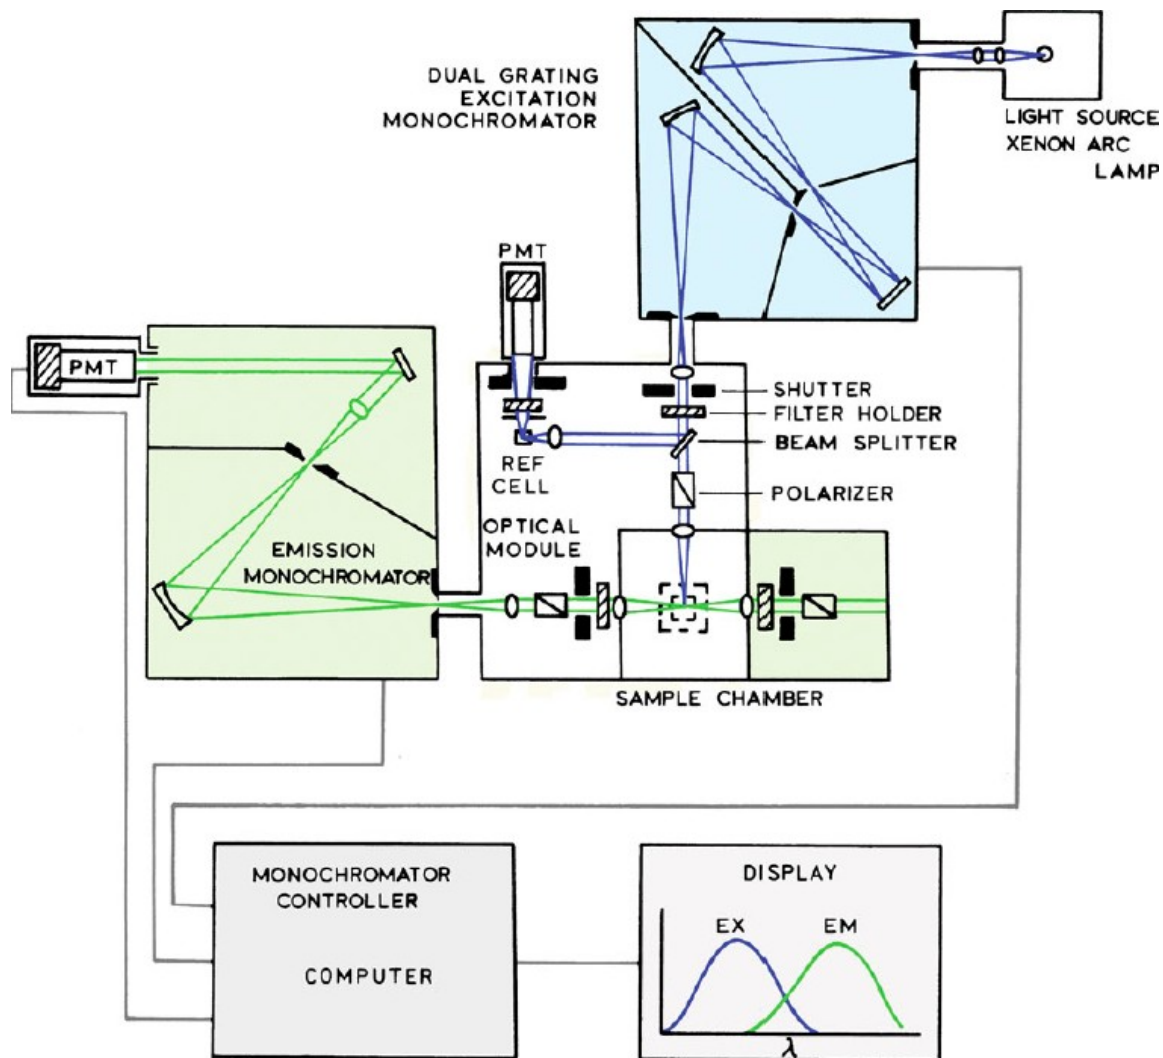 DUAL GRATING
EXCITATION
MONOCHROMATOR
LIGHT SOURCE
XENON ARC
LAMP
PMT
PMT
SHUTTER
FILTER HOLDER
BEAM SPLITTER
REF
CELL
POLARIZER
OPTICAL
MODULE
EMISSION
MONOCHROMATOR
SAMPLE CHAMBER
MONOCHROMATOR
CONTROLLER
COMPUTER
DISPLAY
EX
EM
λ